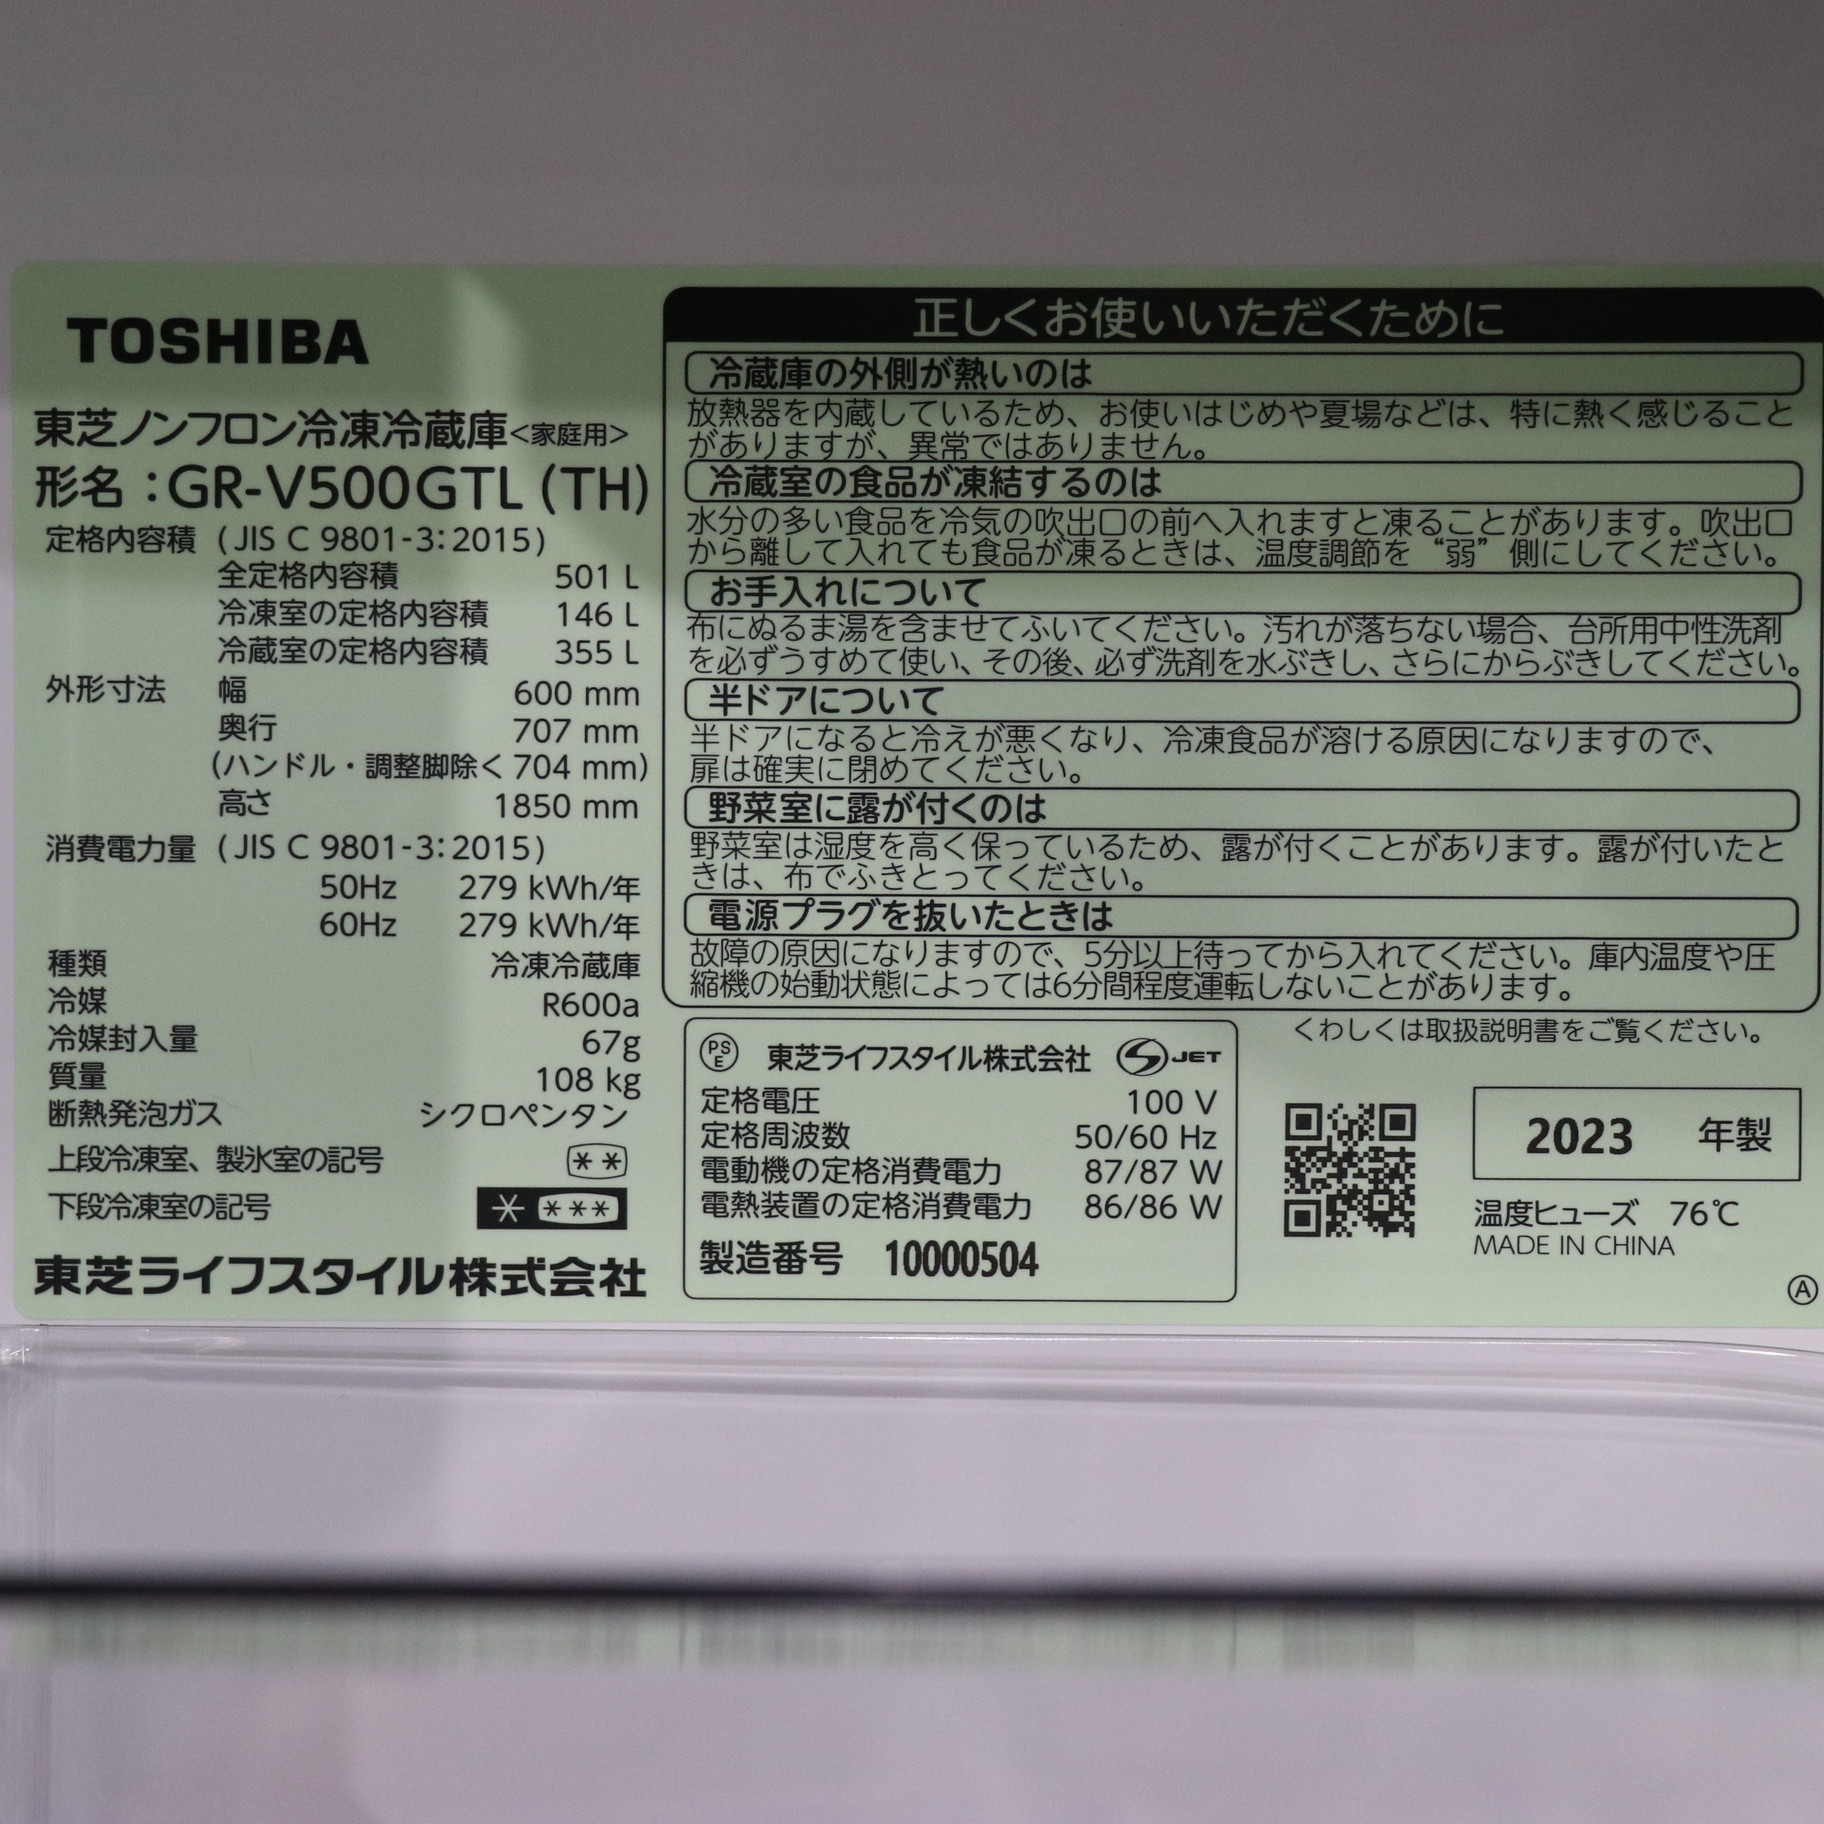 TOSHIBA
東芝ノンフロン冷凍冷蔵庫<家庭用>
形名：GR-V500GTL (TH)
定格内容積 (JIS C 9801-3:2015)
全定格内容積 501 L
冷凍室の定格内容積 146 L
冷蔵室の定格内容積 355 L
外形寸法 幅 600 mm
奥行 707 mm
(ハンドル・調整脚除く 704 mm)
高さ 1850 mm
消費電力量 (JIS C 9801-3:2015)
50Hz 279 kWh/年
60Hz 279 kWh/年
種類 冷凍冷蔵庫
冷媒 R600a
冷媒封入量 67g
質量 108 kg
断熱発泡ガス シクロペンタン
上段冷凍室、製氷室の記号 **
下段冷凍室の記号 * ***
東芝ライフスタイル株式会社
正しくお使いいただくために
冷蔵庫の外側が熱いのは
放熱器を内蔵しているため、お使いはじめや夏場などは、特に熱く感じること
がありますが、異常ではありません。
冷蔵室の食品が凍結するのは
水分の多い食品を冷気の吹出口の前へ入れますと凍ることがあります。吹出口
から離して入れても食品が凍るときは、温度調節を“弱”側にしてください。
お手入れについて
布にぬるま湯を含ませてふいてください。汚れが落ちない場合、台所用中性洗剤
を必ずうすめて使い、その後、必ず洗剤を水ぶきし、さらにからぶきしてください。
半ドアについて
半ドアになると冷えが悪くなり、冷凍食品が溶ける原因になりますので、
扉は確実に閉めてください。
野菜室に露が付くのは
野菜室は湿度を高く保っているため、露が付くことがあります。露が付いたと
きは、布でふきとってください。
電源プラグを抜いたときは
故障の原因になりますので、5分以上待ってから入れてください。庫内温度や圧
縮機の始動状態によっては6分間程度運転しないことがあります。
くわしくは取扱説明書をご覧ください。
PSE 東芝ライフスタイル株式会社 S JET
定格電圧 100 V
定格周波数 50/60 Hz
電動機の定格消費電力 87/87 W
電熱装置の定格消費電力 86/86 W
製造番号 10000504
2023 年製
温度ヒューズ 76℃
MADE IN CHINA
Ⓐ